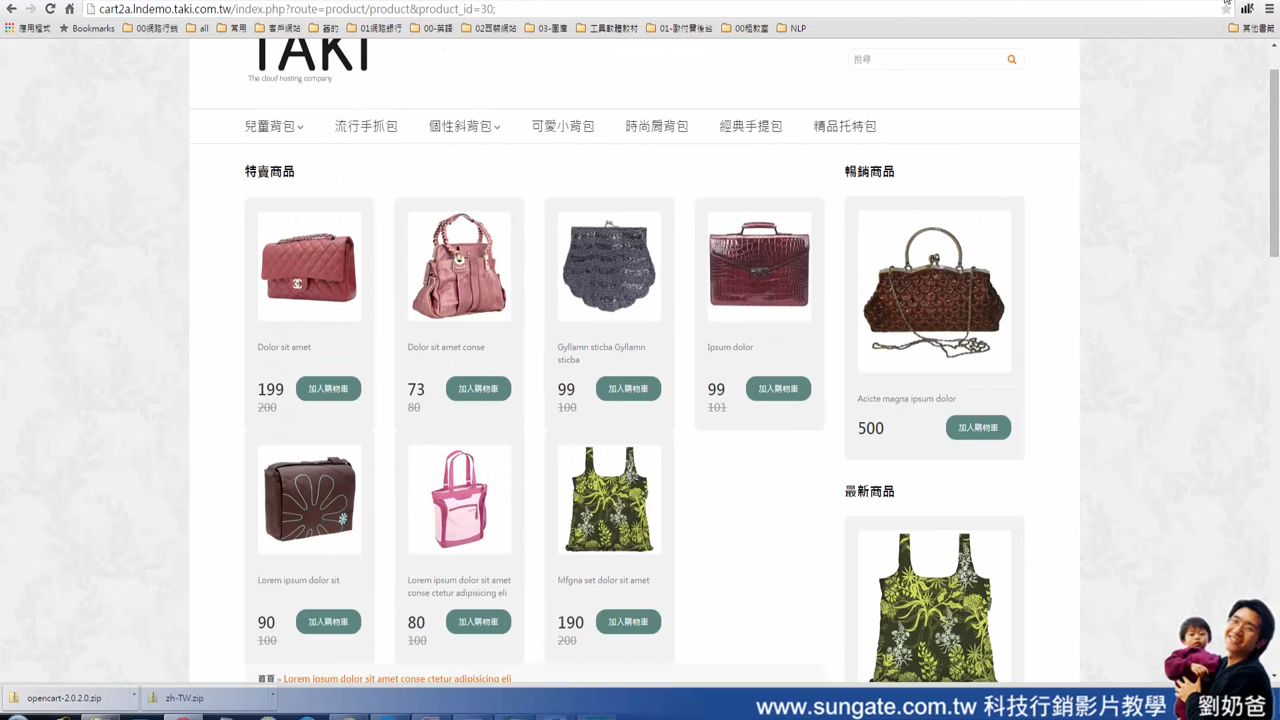 cart2a.lndemo.taki.com.tw/index.php?route=product/product&product_id=30;
應用程式 Bookmarks 00網路行銷 all 常用 客戶網站 舊的 01網路銀行 00-英語 02西裝網站 03-圖庫 工具軟體教材 01-歐付寶後台 00租教室 NLP 其他書籤
TAKI
The cloud hosting company
搜尋
兒童背包 流行手抓包 個性斜背包 可愛小背包 時尚肩背包 經典手提包 精品托特包
特賣商品
暢銷商品
Dolor sit amet
199
200
加入購物車
Dolor sit amet conse
73
80
加入購物車
Gyllamn sticba Gyllamn
sticba
99
100
加入購物車
Ipsum dolor
99
101
加入購物車
Acicte magna ipsum dolor
500
加入購物車
最新商品
Lorem ipsum dolor sit
90
100
加入購物車
Lorem ipsum dolor sit amet
conse ctetur adipisicing eli
80
100
加入購物車
Mfgna set dolor sit amet
190
200
加入購物車
首頁 » Lorem ipsum dolor sit amet conse ctetur adipisicing eli
opencart-2.0.2.0.zip
zh-TW.zip
www.sungate.com.tw 科技行銷影片教學 劉奶爸